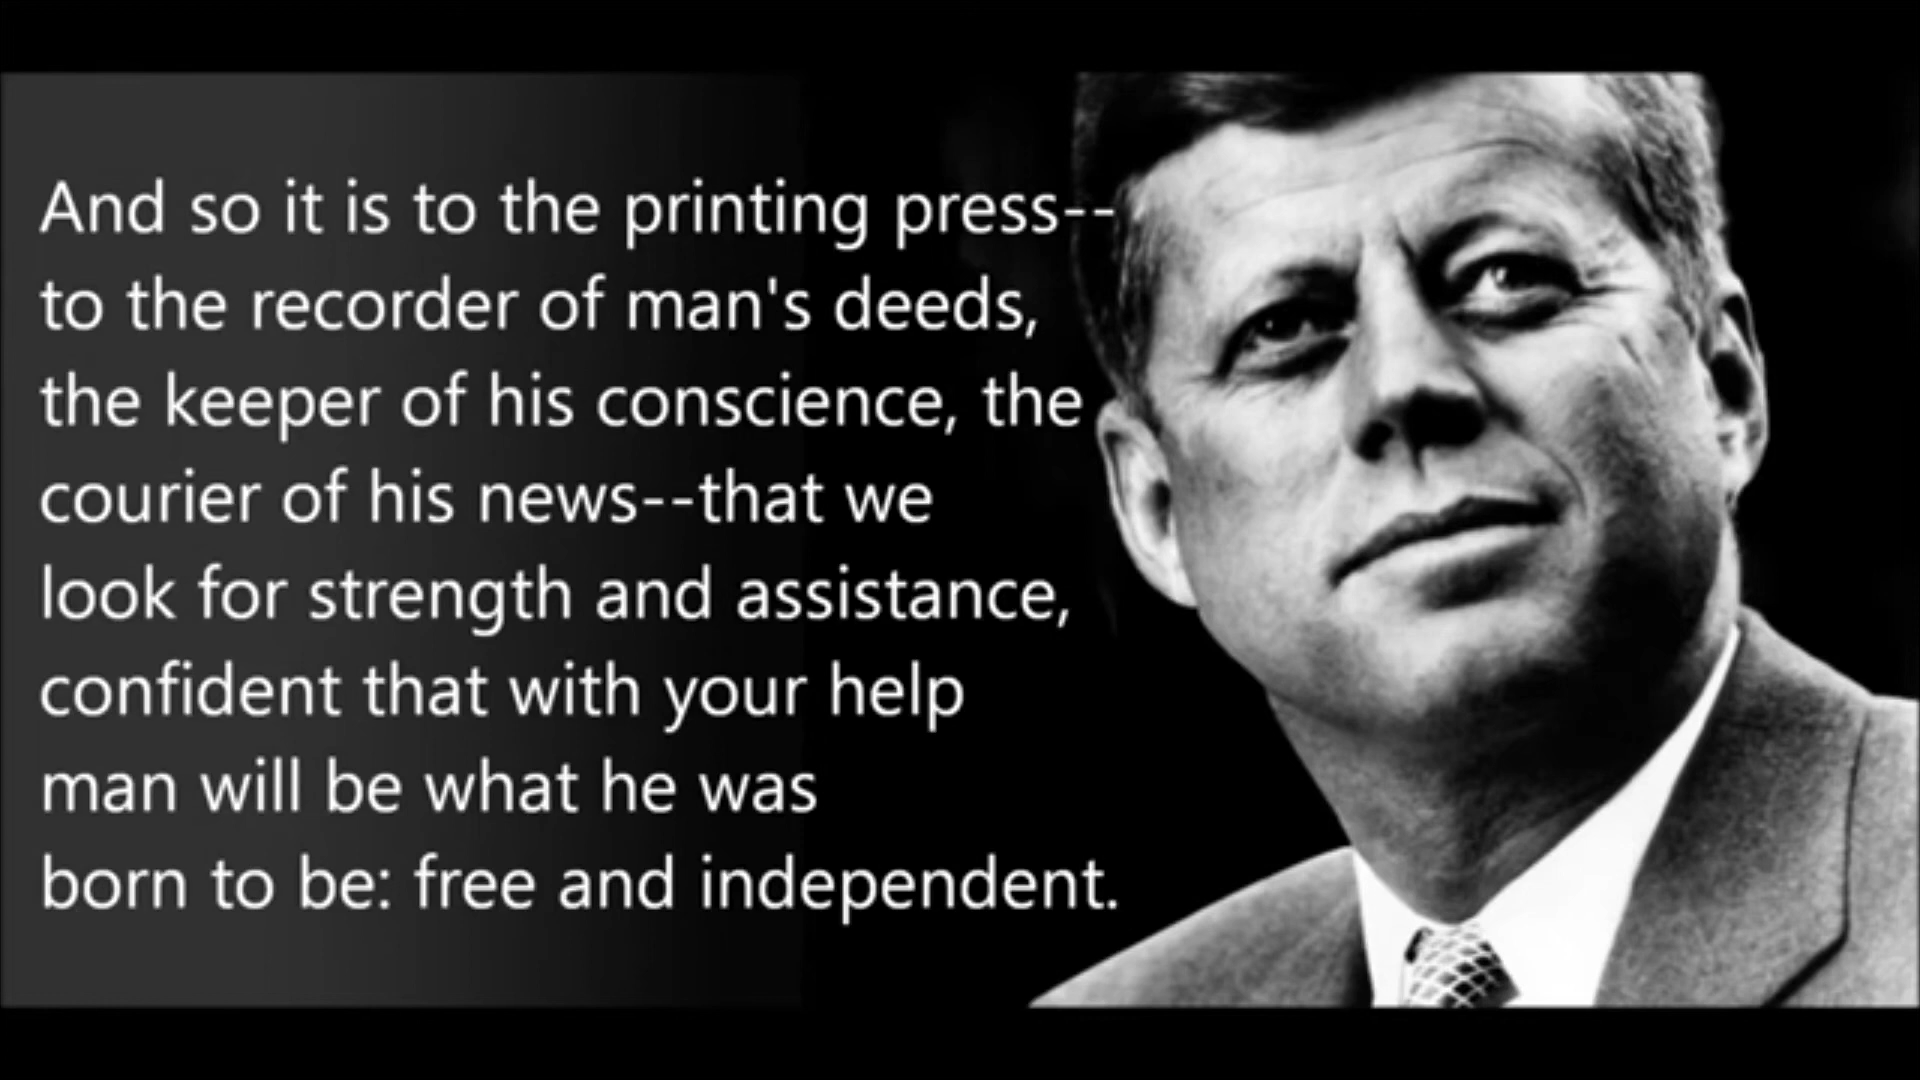 And so it is to the printing press--
to the recorder of man's deeds,
the keeper of his conscience, the
courier of his news--that we
look for strength and assistance,
confident that with your help
man will be what he was
born to be: free and independent.